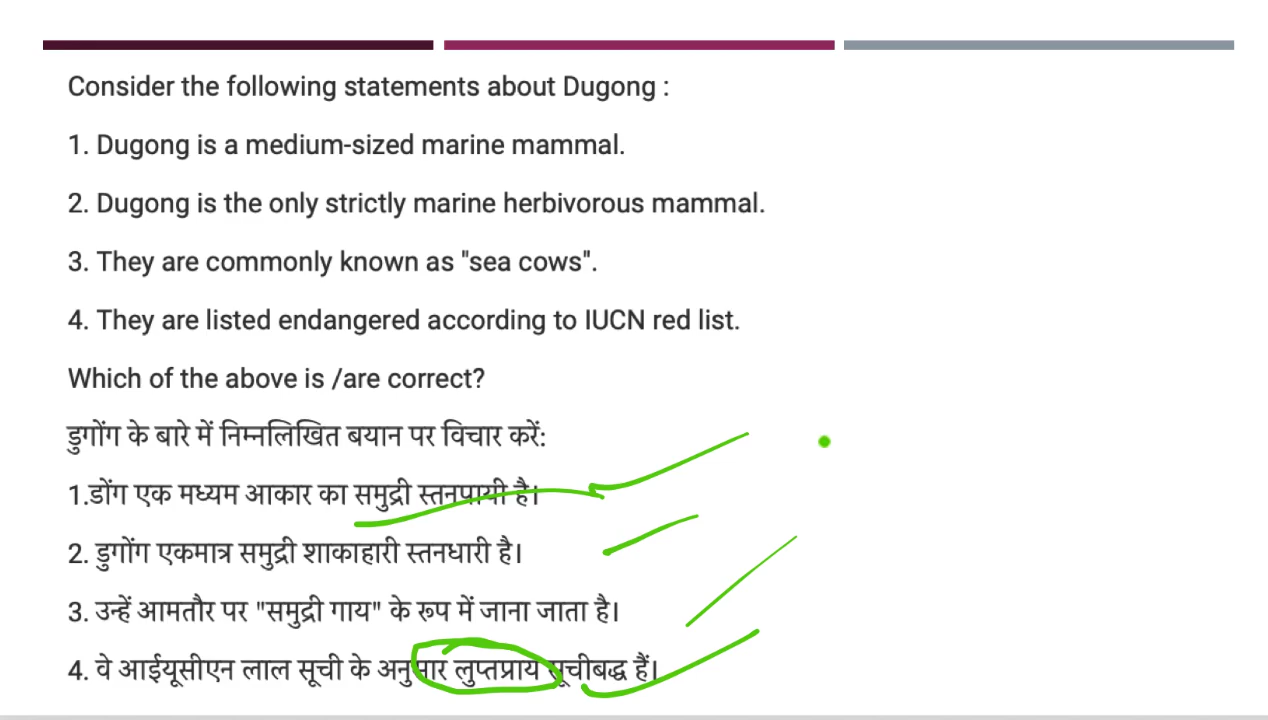 Consider the following statements about Dugong :
1. Dugong is a medium-sized marine mammal.
2. Dugong is the only strictly marine herbivorous mammal.
3. They are commonly known as "sea cows".
4. They are listed endangered according to IUCN red list.
Which of the above is /are correct?
डुगोंग के बारे में निम्नलिखित बयान पर विचार करें:
1.डोंग एक मध्यम आकार का समुद्री स्तनपायी है।
2. डुगोंग एकमात्र समुद्री शाकाहारी स्तनधारी है।
3. उन्हें आमतौर पर "समुद्री गाय" के रूप में जाना जाता है।
4. वे आईयूसीएन लाल सूची के अनुसार लुप्तप्राय सूचीबद्ध हैं।